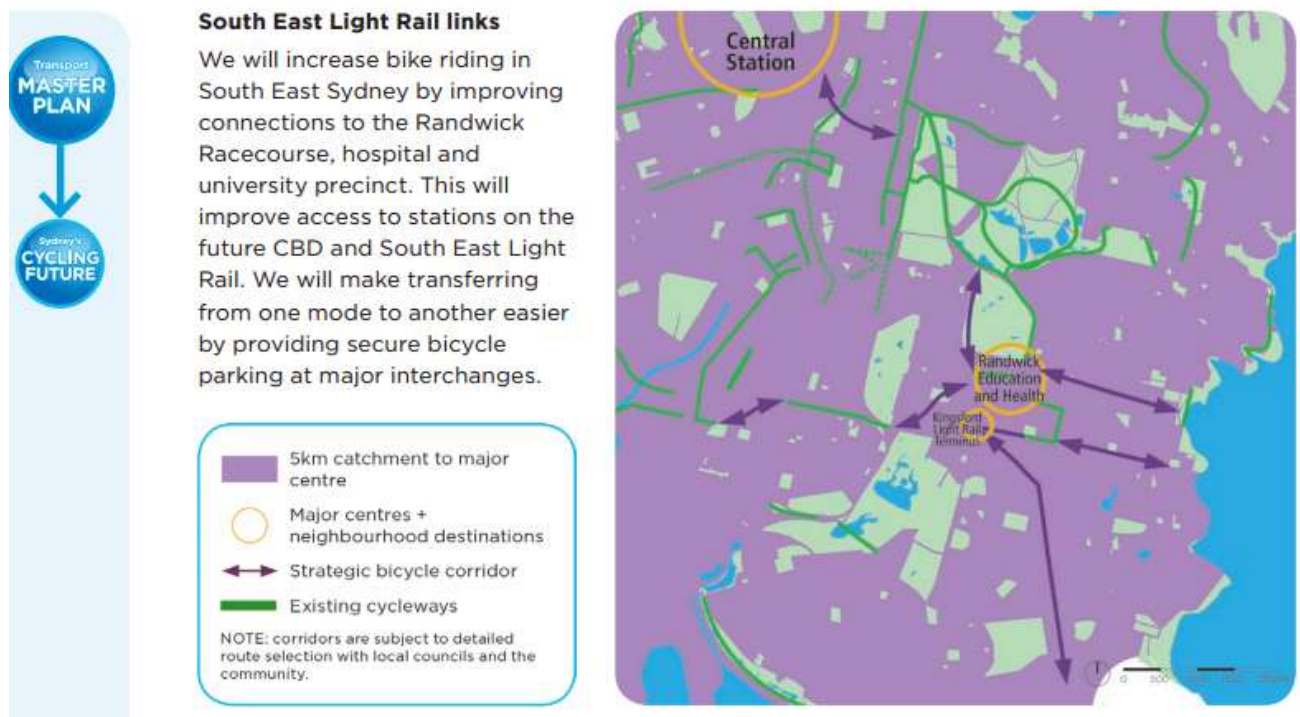 Transport
MASTER
PLAN
Sydney's
CYCLING
FUTURE
South East Light Rail links
We will increase bike riding in
South East Sydney by improving
connections to the Randwick
Racecourse, hospital and
university precinct. This will
improve access to stations on the
future CBD and South East Light
Rail. We will make transferring
from one mode to another easier
by providing secure bicycle
parking at major interchanges.
5km catchment to major
centre
Major centres +
neighbourhood destinations
Strategic bicycle corridor
Existing cycleways
NOTE: corridors are subject to detailed
route selection with local councils and the
community.
Central
Station
Randwick
Education
and Health
Kingsford
Light Rail
Terminus
0 500